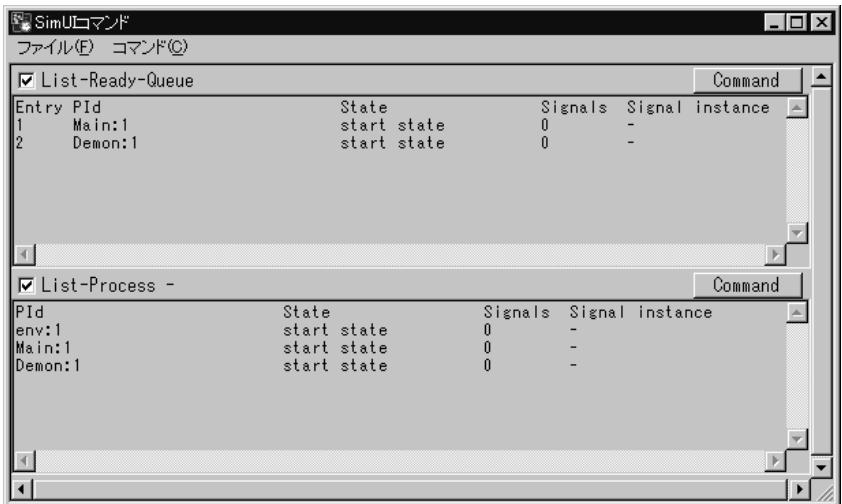 SimUIコマンド
ファイル(F) コマンド(C)
List-Ready-Queue Command
Entry PId State Signals Signal instance
1 Main:1 start state 0 -
2 Demon:1 start state 0 -
List-Process - Command
PId State Signals Signal instance
env:1 start state 0 -
Main:1 start state 0 -
Demon:1 start state 0 -